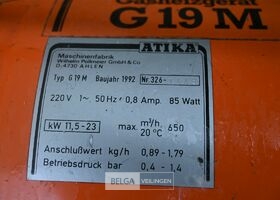 Gasheizgerät
G 19 M
ATIKA
Maschinenfabrik
Wilhelm Pollmeier GmbH & Co
D.4730 AHLEN
Typ G 19 M Baujahr 1992 Nr. 326-
220 V 1~ 50 Hz 0,8 Amp. 85 Watt
kW 11,5-23 max. m³/h 20°C 650
Anschlußwert kg/h 0,89-1,79
Betriebsdruck bar 0,4 - 1,4
BELGA
VEILINGEN